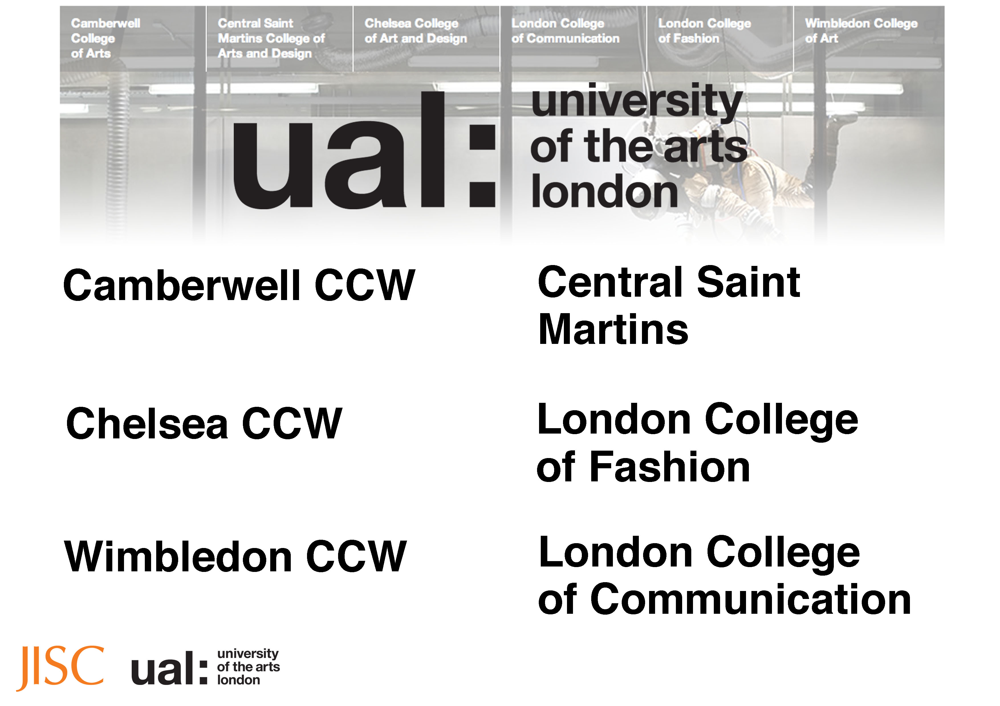 Camberwell
College
of Arts
Central Saint
Martins College of
Arts and Design
Chelsea College
of Art and Design
London College
of Communication
London College
of Fashion
Wimbledon College
of Art
ual:
university
of the arts
london
Camberwell CCW
Central Saint
Martins
Chelsea CCW
London College
of Fashion
Wimbledon CCW
London College
of Communication
JISC
ual:
university
of the arts
london